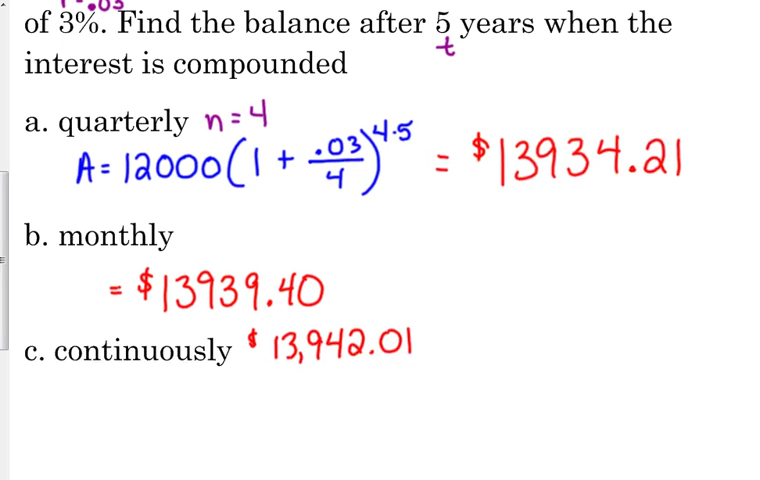 r = .03
of 3%. Find the balance after 5 years when the
t
interest is compounded
a. quarterly n = 4
A = 12000(1 + .03/4)^4·5 = $13934.21
b. monthly
= $13939.40
c. continuously $ 13,942.01